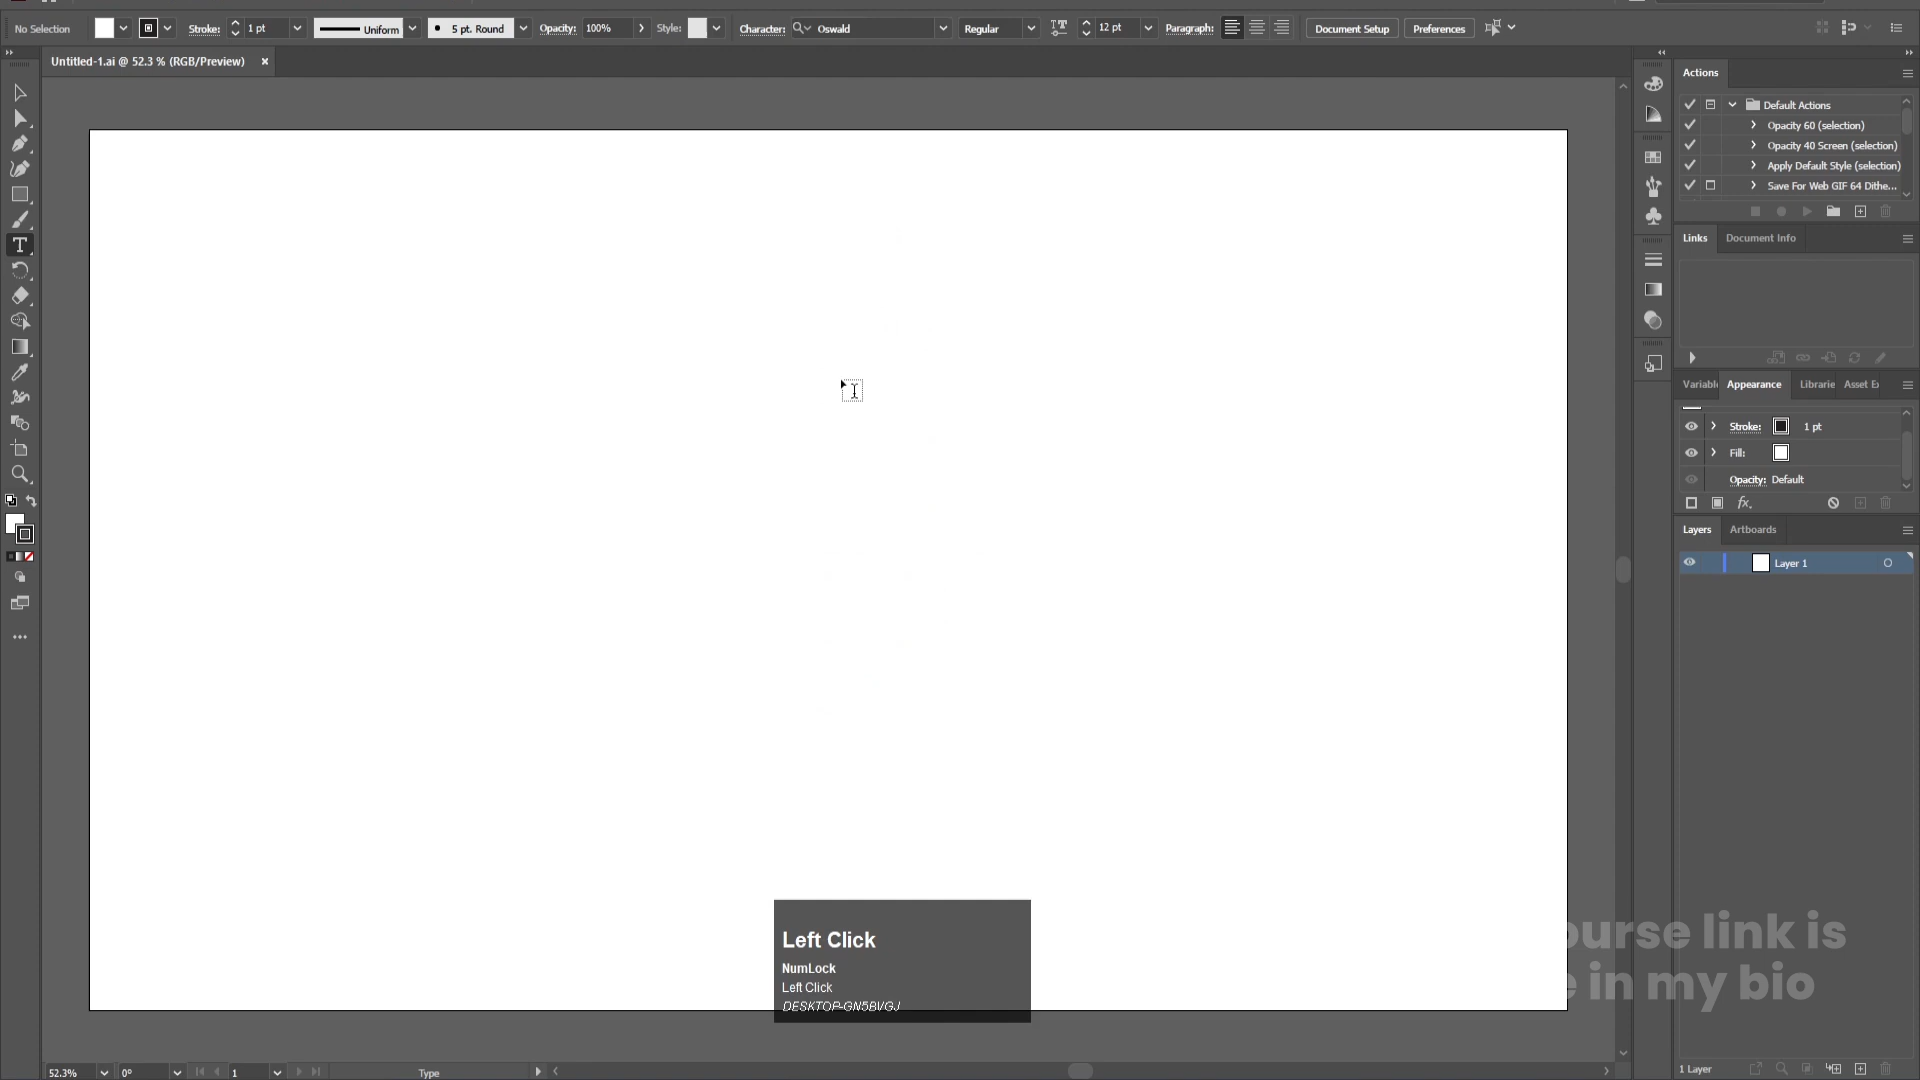 No Selection
Stroke:
1 pt
Uniform
5 pt. Round
Opacity:
100%
Style:
Character:
Oswald
Regular
12 pt
Paragraph:
Document Setup
Preferences
Untitled-1.ai @ 52.3 % (RGB/Preview)
Actions
Default Actions
Opacity 60 (selection)
Opacity 40 Screen (selection)
Apply Default Style (selection)
Save For Web GIF 64 Dithe...
Links
Document Info
Variabl
Appearance
Librarie
Asset E
Stroke:
1 pt
Fill:
Opacity: Default
fx
Layers
Artboards
Layer 1
Left Click
NumLock
Left Click
DESKTOP-GN5BVGJ
ourse link is
e in my bio
52.3%
0°
1
Type
1 Layer